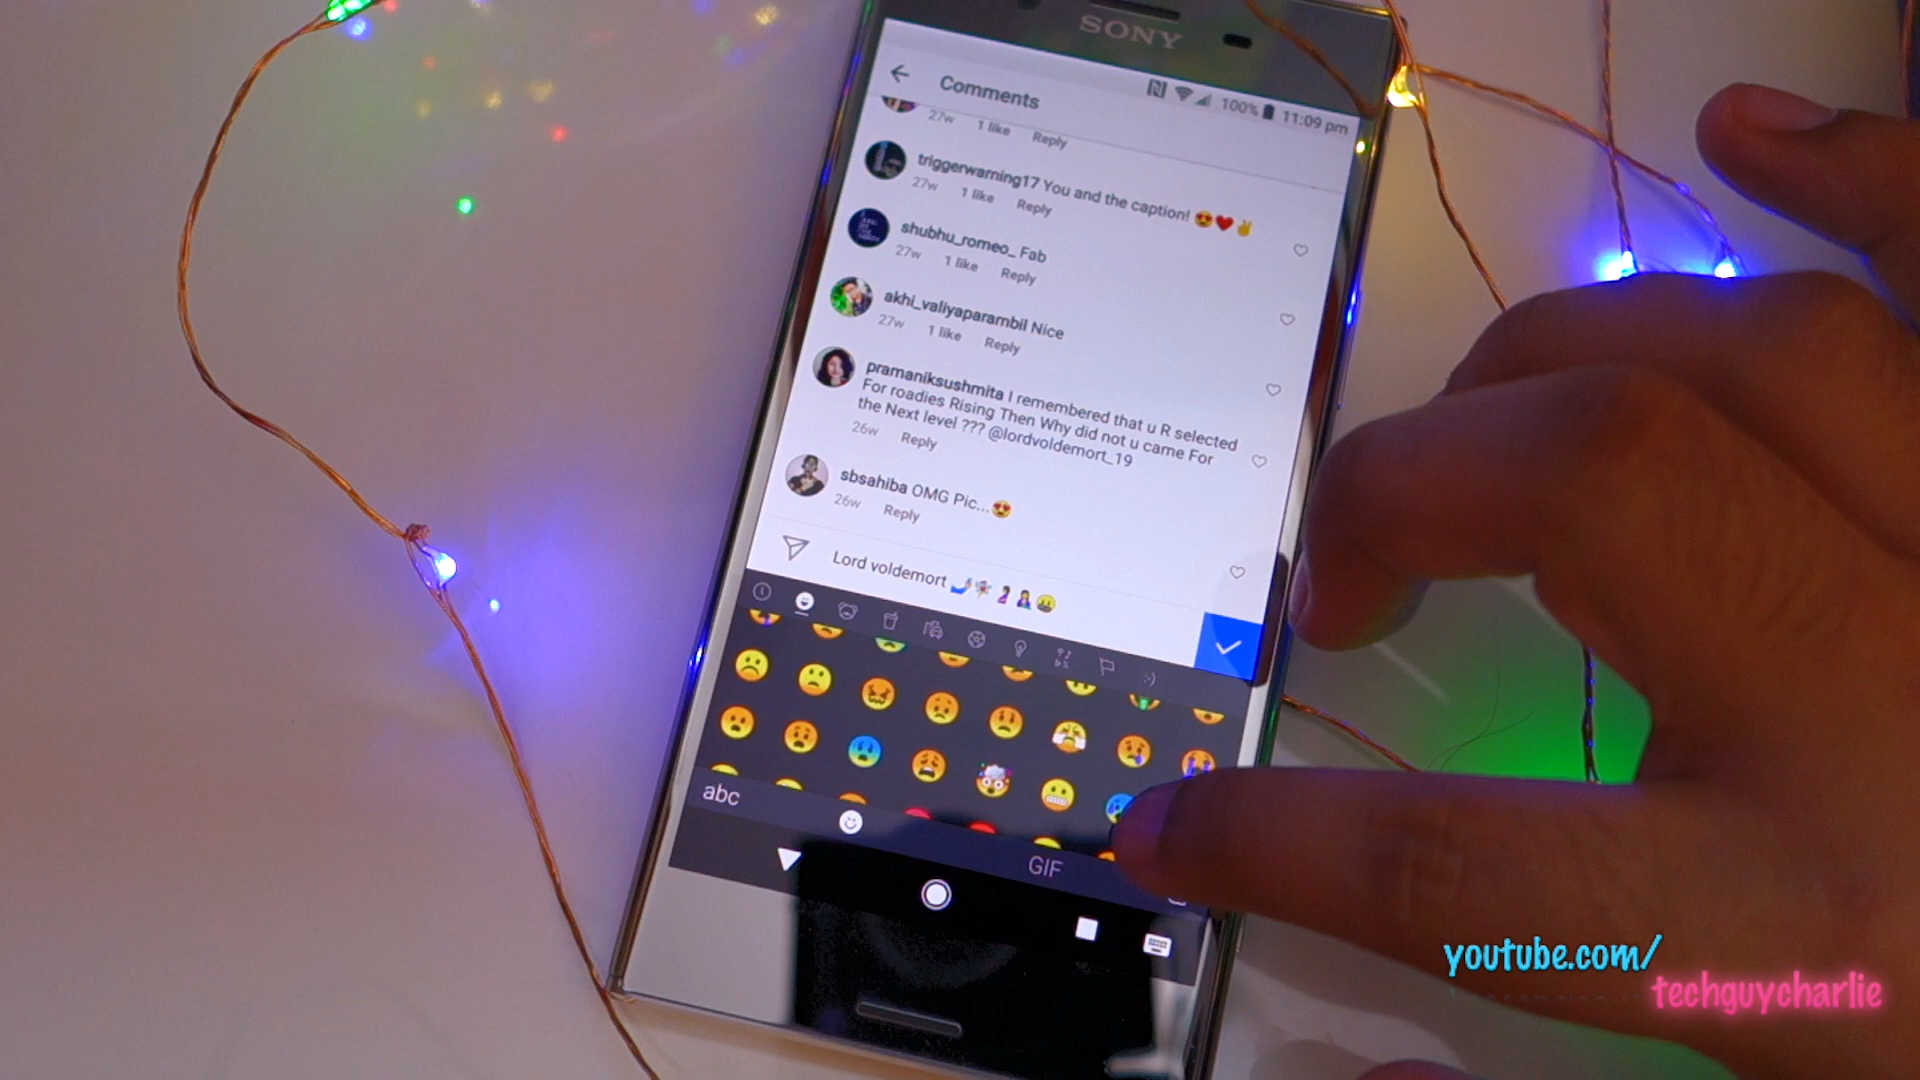 SONY
100% 11:09 pm
Comments
27w 1 like Reply
triggerwarning17 You and the caption! 😍❤️✌️
27w 1 like Reply
shubhu_romeo_ Fab
27w 1 like Reply
akhi_valiyaparambil Nice
27w 1 like Reply
pramaniksushmita I remembered that u R selected
For roadies Rising Then Why did not u came For
the Next level ??? @lordvoldemort_19
26w Reply
sbsahiba OMG Pic...😍
26w Reply
Lord voldemort
abc
GIF
youtube.com/
techguycharlie